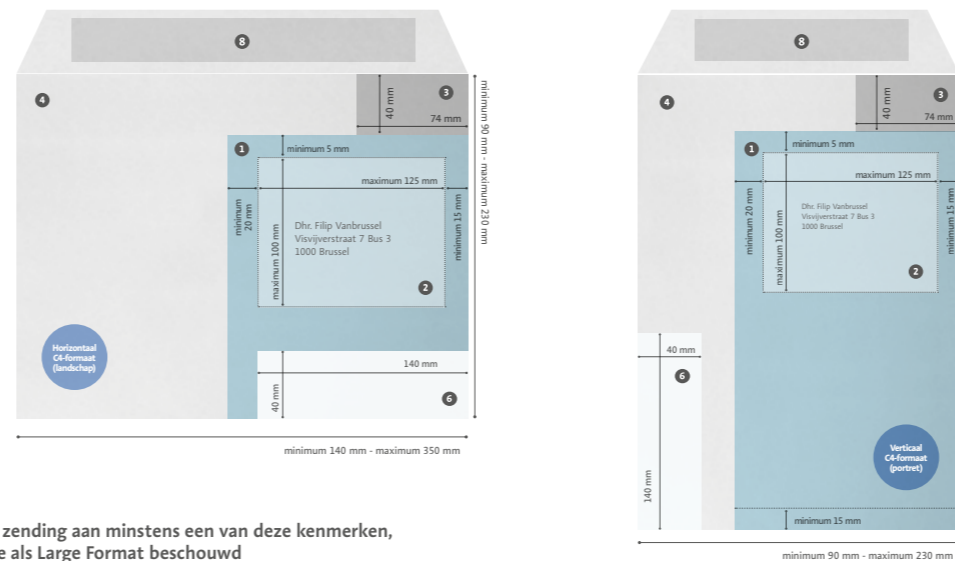 8
4
3
40 mm
74 mm
minimum 90 mm - maximum 230 mm
1
minimum 5 mm
maximum 125 mm
minimum
20 mm
maximum 100 mm
minimum 15 mm
Dhr. Filip Vanbrussel
Visvijverstraat 7 Bus 3
1000 Brussel
2
Horizontaal
C4-formaat
(landschap)
140 mm
40 mm
6
minimum 140 mm - maximum 350 mm
8
4
3
40 mm
74 mm
1
minimum 5 mm
maximum 125 mm
minimum 20 mm
maximum 100 mm
minimum 15 mm
Dhr. Filip Vanbrussel
Visvijverstraat 7 Bus 3
1000 Brussel
2
40 mm
6
140 mm
Verticaal
C4-formaat
(portret)
minimum 15 mm
minimum 90 mm - maximum 230 mm
zending aan minstens een van deze kenmerken,
e als Large Format beschouwd